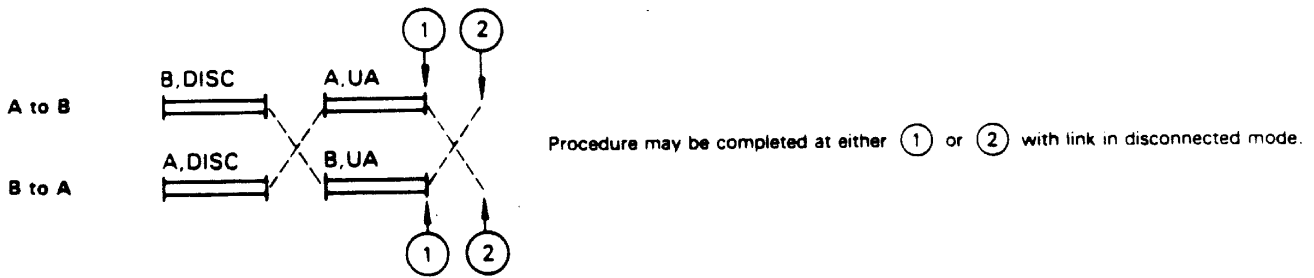 1 2
B,DISC A,UA
A to B
Procedure may be completed at either 1 or 2 with link in disconnected mode.
A,DISC B,UA
B to A
1 2